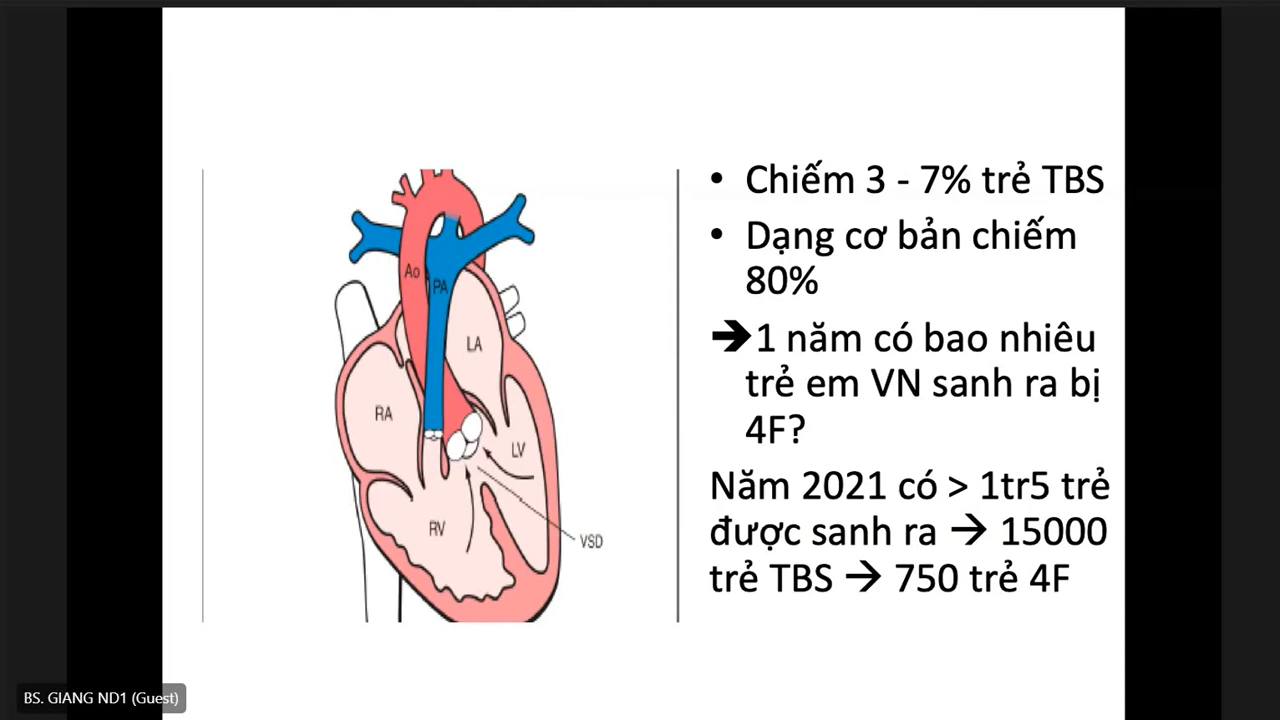 Ao
PA
LA
RA
LV
RV
VSD
• Chiếm 3 - 7% trẻ TBS
• Dạng cơ bản chiếm
80%
➔1 năm có bao nhiêu
trẻ em VN sanh ra bị
4F?
Năm 2021 có > 1tr5 trẻ
được sanh ra → 15000
trẻ TBS → 750 trẻ 4F
BS. GIANG ND1 (Guest)